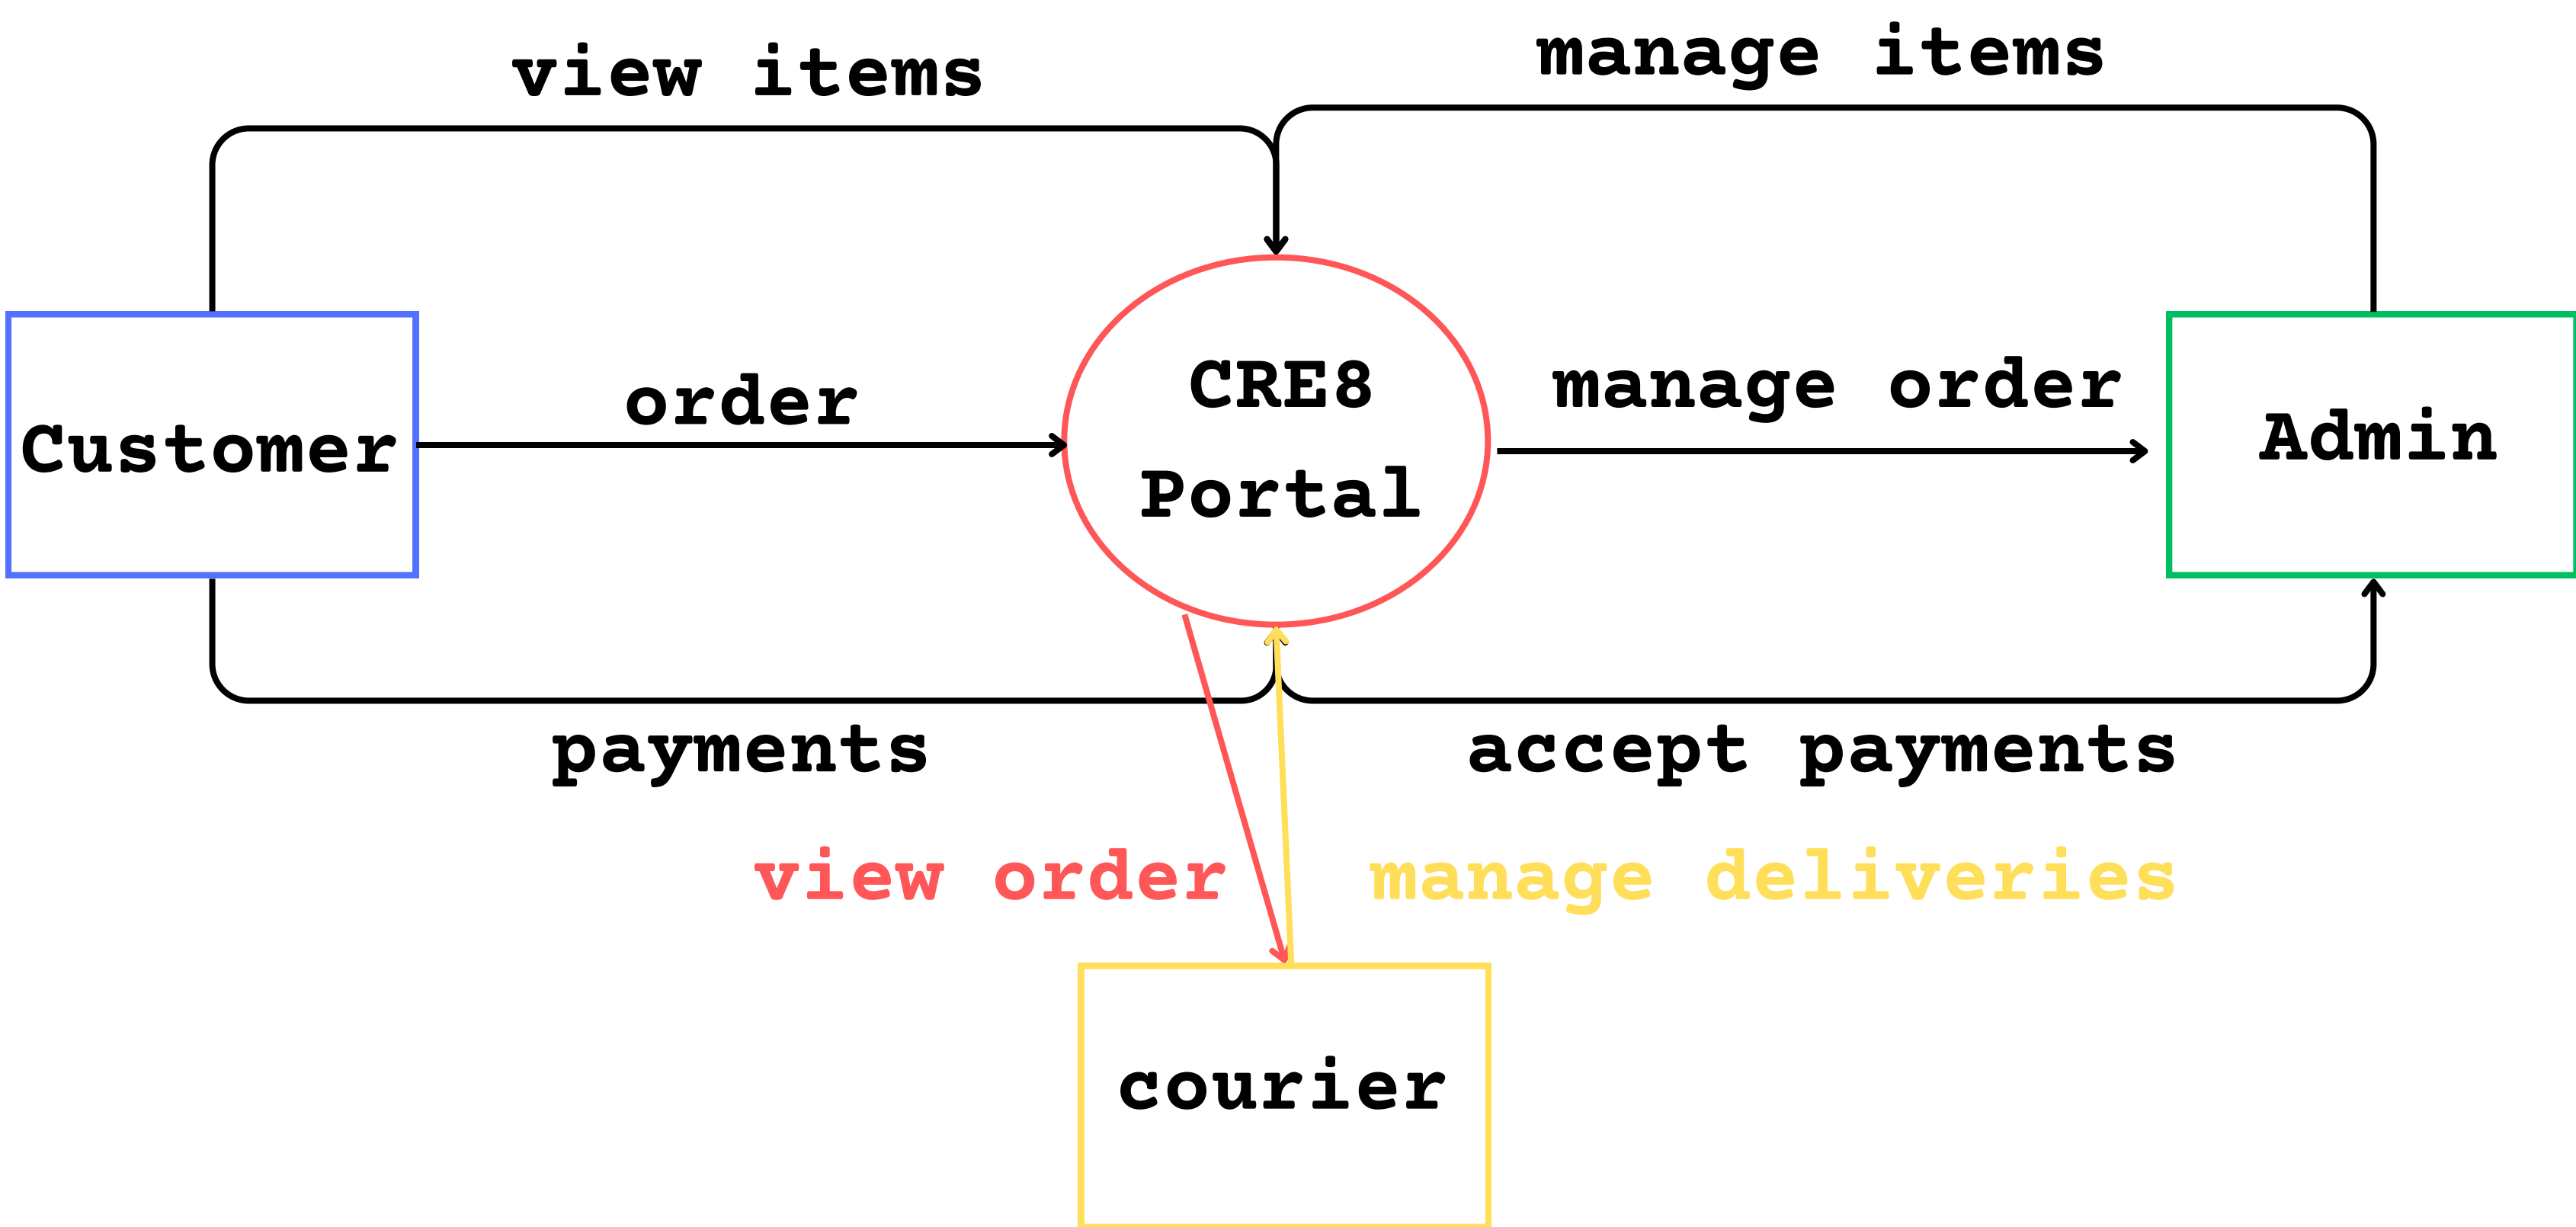 view items
manage items
CRE8
Portal
order
manage order
Customer
Admin
payments
accept payments
view order
manage deliveries
courier